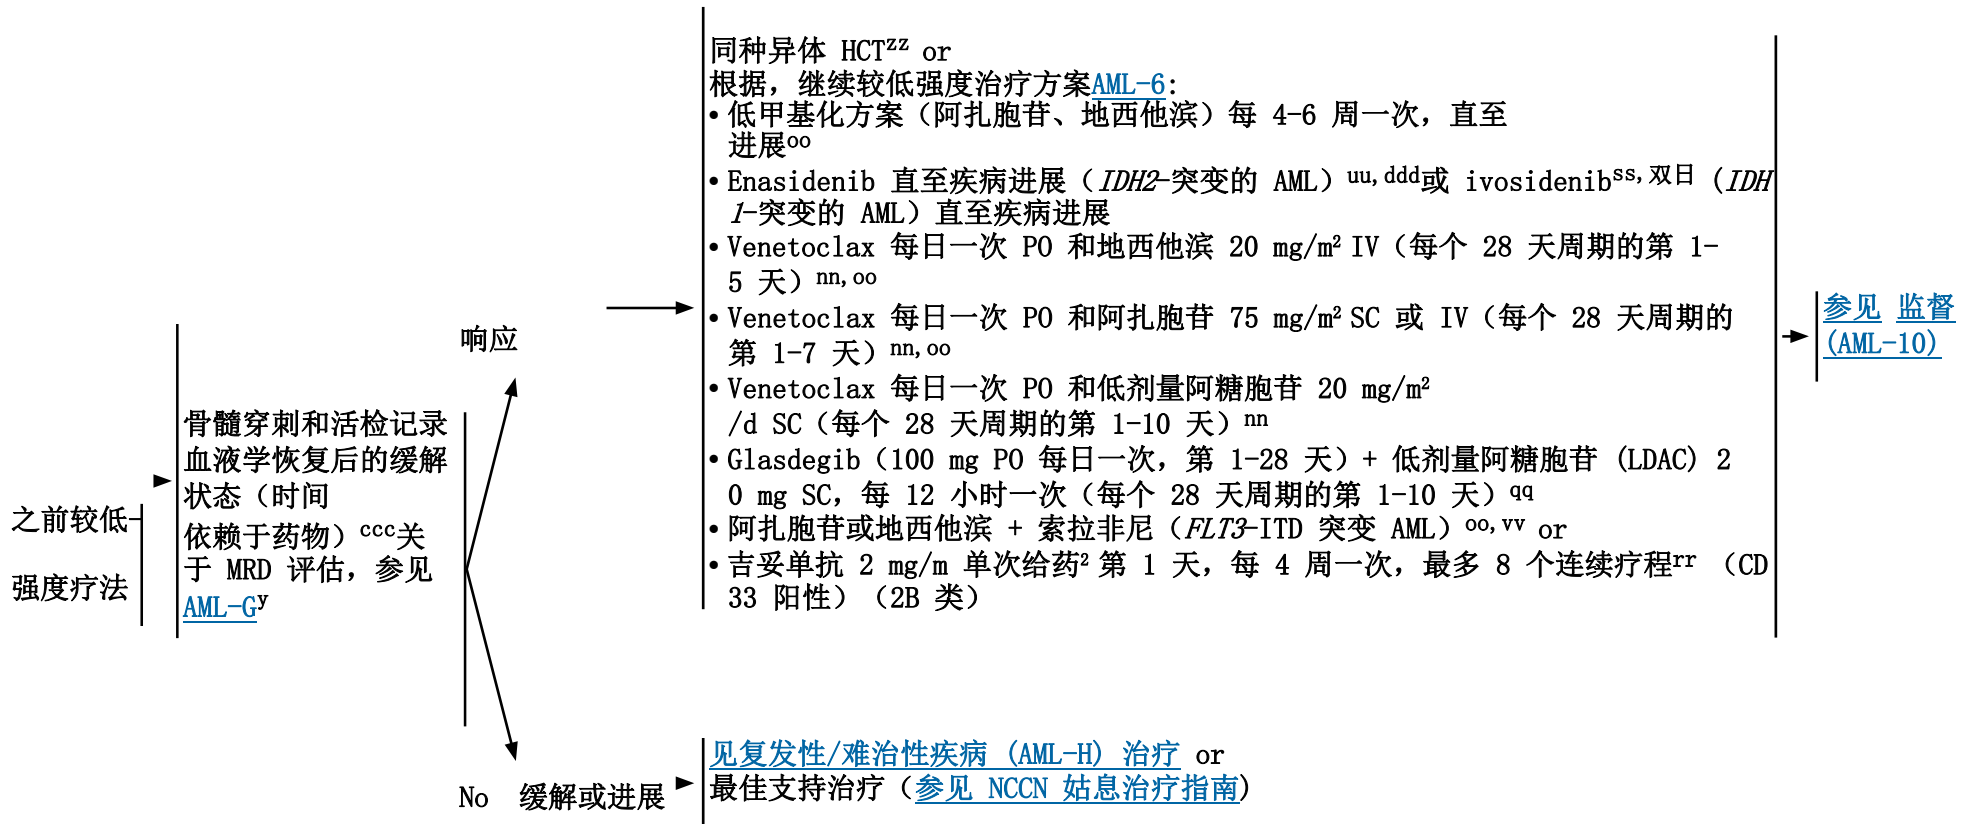 之前较低
强度疗法
骨髓穿刺和活检记录
血液学恢复后的缓解
状态（时间
依赖于药物）ccc关
于 MRD 评估，参见
AML-Gy
响应
同种异体 HCTzz or
根据，继续较低强度治疗方案AML-6:
• 低甲基化方案（阿扎胞苷、地西他滨）每 4-6 周一次，直至
进展oo
• Enasidenib 直至疾病进展（IDH2-突变的 AML）uu,ddd或 ivosidenibss,双日 (IDH
1-突变的 AML）直至疾病进展
• Venetoclax 每日一次 PO 和地西他滨 20 mg/m² IV（每个 28 天周期的第 1-
5 天）nn,oo
• Venetoclax 每日一次 PO 和阿扎胞苷 75 mg/m² SC 或 IV（每个 28 天周期的
第 1-7 天）nn,oo
• Venetoclax 每日一次 PO 和低剂量阿糖胞苷 20 mg/m²
/d SC（每个 28 天周期的第 1-10 天）nn
• Glasdegib（100 mg PO 每日一次，第 1-28 天）+ 低剂量阿糖胞苷 (LDAC) 2
0 mg SC，每 12 小时一次（每个 28 天周期的第 1-10 天）qq
• 阿扎胞苷或地西他滨 + 索拉非尼（FLT3-ITD 突变 AML）oo,vv or
• 吉妥单抗 2 mg/m 单次给药² 第 1 天，每 4 周一次，最多 8 个连续疗程rr （CD
33 阳性）（2B 类）
参见 监督
(AML-10)
No 缓解或进展
见复发性/难治性疾病 (AML-H) 治疗 or
最佳支持治疗（参见 NCCN 姑息治疗指南)